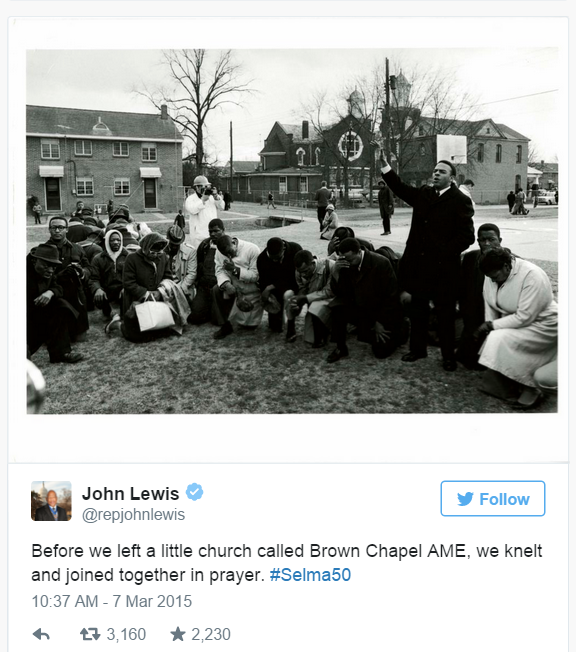 John Lewis
@repjohnlewis
Follow
Before we left a little church called Brown Chapel AME, we knelt
and joined together in prayer. #Selma50
10:37 AM - 7 Mar 2015
3,160 2,230